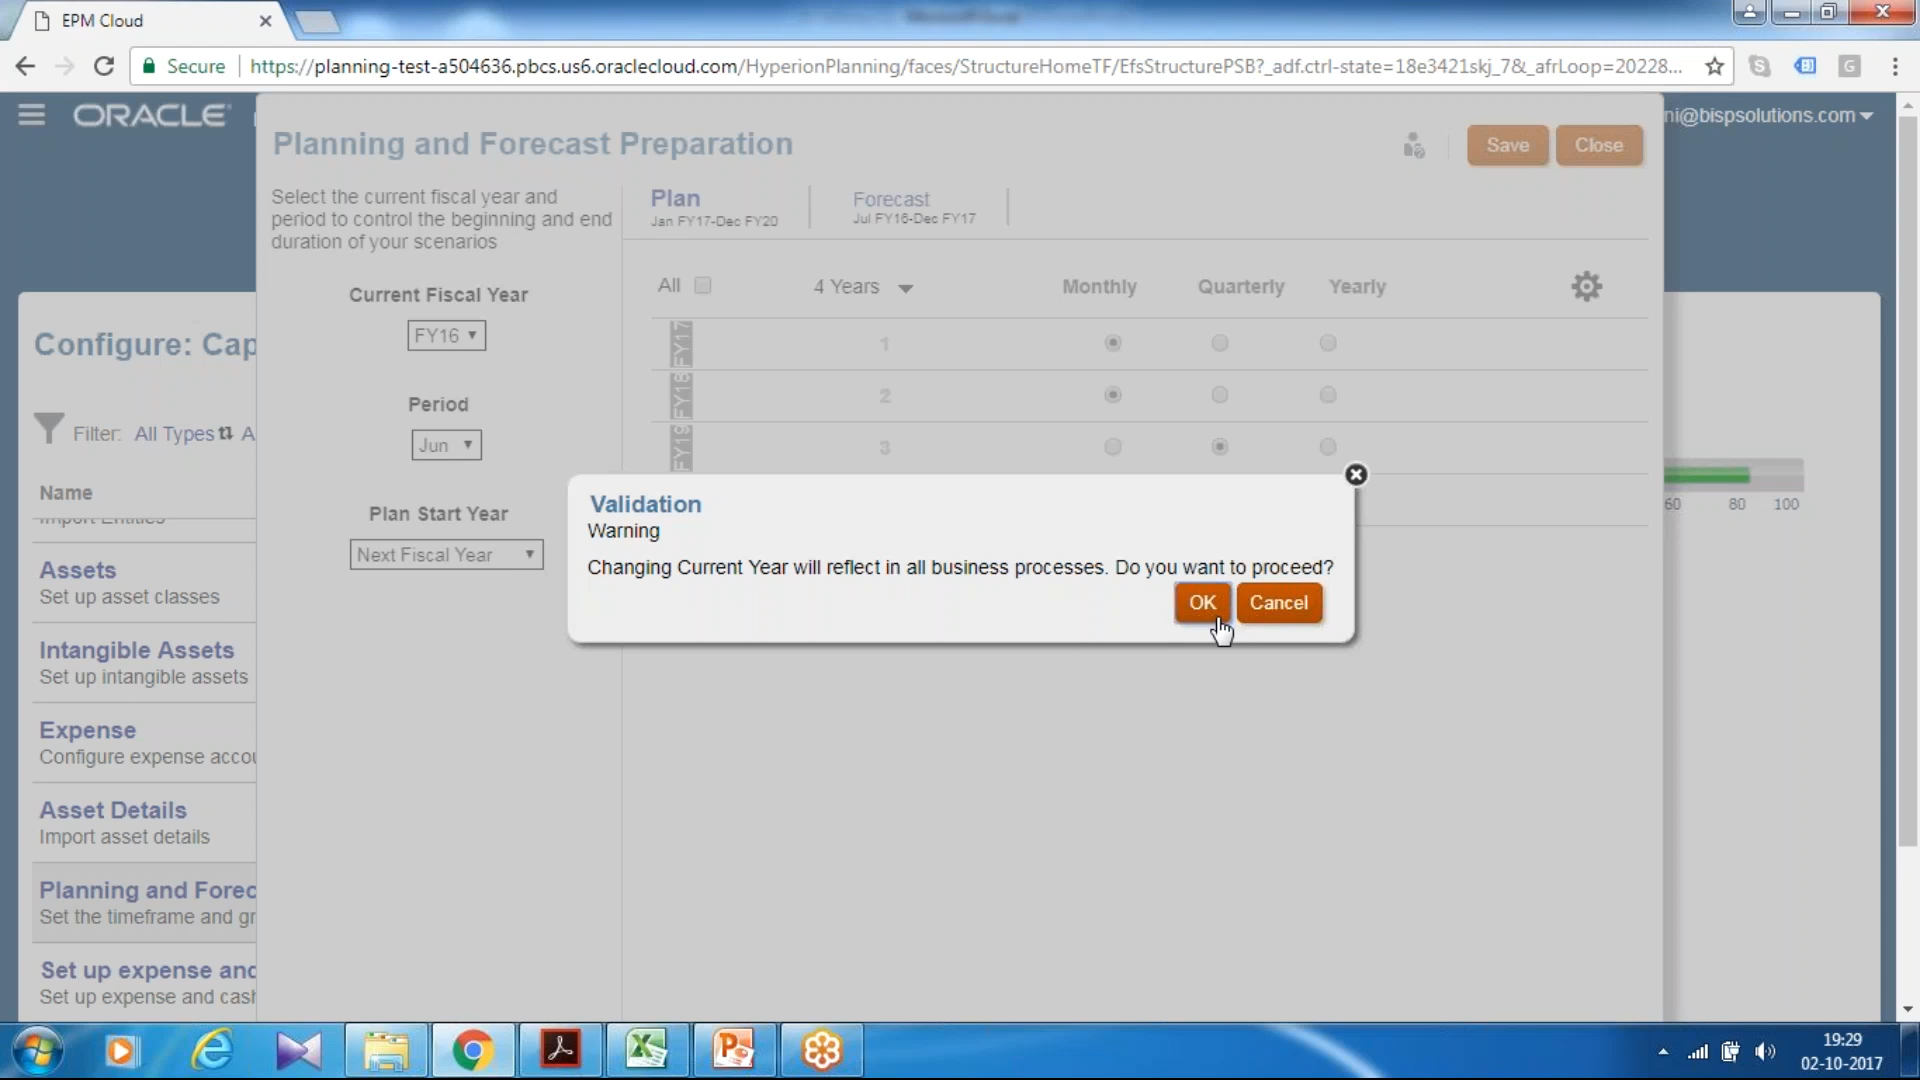 EPM Cloud
Secure
https://planning-test-a504636.pbcs.us6.oraclecloud.com/HyperionPlanning/faces/StructureHomeTF/EfsStructurePSB?_adf.ctrl-state=18e3421skj_7&_afrLoop=20228...
ORACLE
ni@bispsolutions.com
Planning and Forecast Preparation
Save
Close
Select the current fiscal year and
period to control the beginning and end
duration of your scenarios
Plan
Jan FY17-Dec FY20
Forecast
Jul FY16-Dec FY17
Current Fiscal Year
FY16
Period
Jun
Plan Start Year
Next Fiscal Year
All
4 Years
Monthly
Quarterly
Yearly
FY17
1
FY18
2
FY19
3
Configure: Cap
Filter: All Types A
Name
Import Entities
Assets
Set up asset classes
Intangible Assets
Set up intangible assets
Expense
Configure expense accou
Asset Details
Import asset details
Planning and Forec
Set the timeframe and gr
Set up expense and
Set up expense and cash
60
80
100
Validation
Warning
Changing Current Year will reflect in all business processes. Do you want to proceed?
OK
Cancel
19:29
02-10-2017